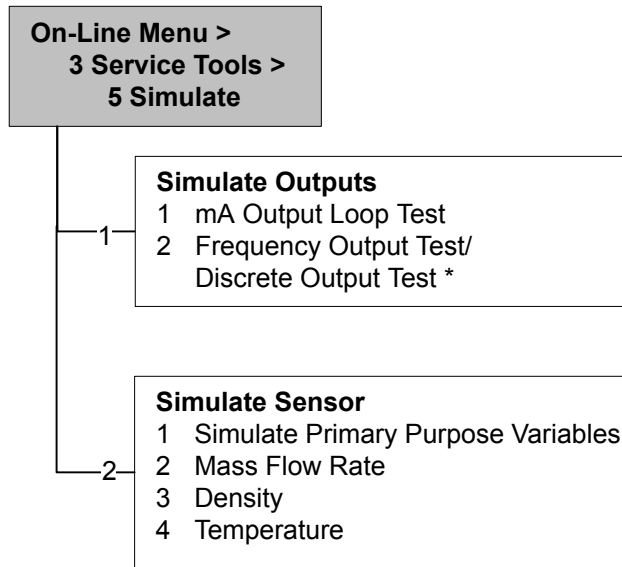 On-Line Menu >
3 Service Tools >
5 Simulate
1
Simulate Outputs
1 mA Output Loop Test
2 Frequency Output Test/
Discrete Output Test *
2
Simulate Sensor
1 Simulate Primary Purpose Variables
2 Mass Flow Rate
3 Density
4 Temperature